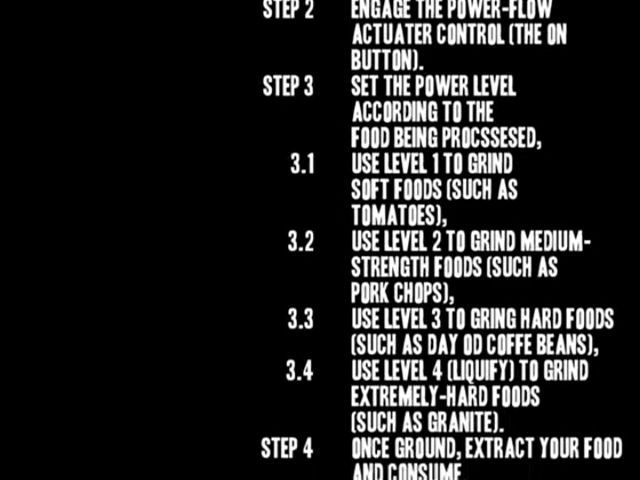 STEP 2 ENGAGE THE POWER-FLOW
ACTUATER CONTROL (THE ON
BUTTON).
STEP 3 SET THE POWER LEVEL
ACCORDING TO THE
FOOD BEING PROCSSESED,
3.1 USE LEVEL 1 TO GRIND
SOFT FOODS (SUCH AS
TOMATOES),
3.2 USE LEVEL 2 TO GRIND MEDIUM-
STRENGTH FOODS (SUCH AS
PORK CHOPS),
3.3 USE LEVEL 3 TO GRING HARD FOODS
(SUCH AS DAY OD COFFE BEANS),
3.4 USE LEVEL 4 (LIQUIFY) TO GRIND
EXTREMELY-HARD FOODS
(SUCH AS GRANITE).
STEP 4 ONCE GROUND, EXTRACT YOUR FOOD
AND CONSUME